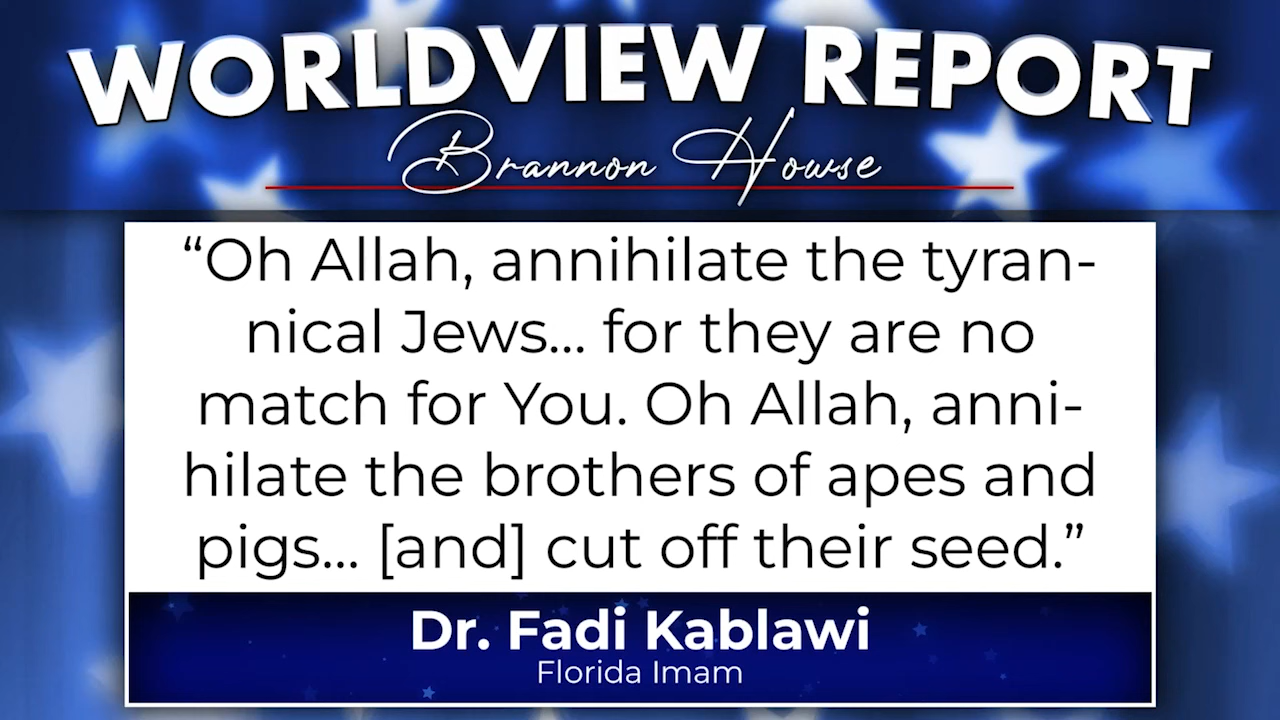 WORLDVIEW REPORT
Brannon Howse
“Oh Allah, annihilate the tyran-
nical Jews... for they are no
match for You. Oh Allah, anni-
hilate the brothers of apes and
pigs... [and] cut off their seed.”
Dr. Fadi Kablawi
Florida Imam